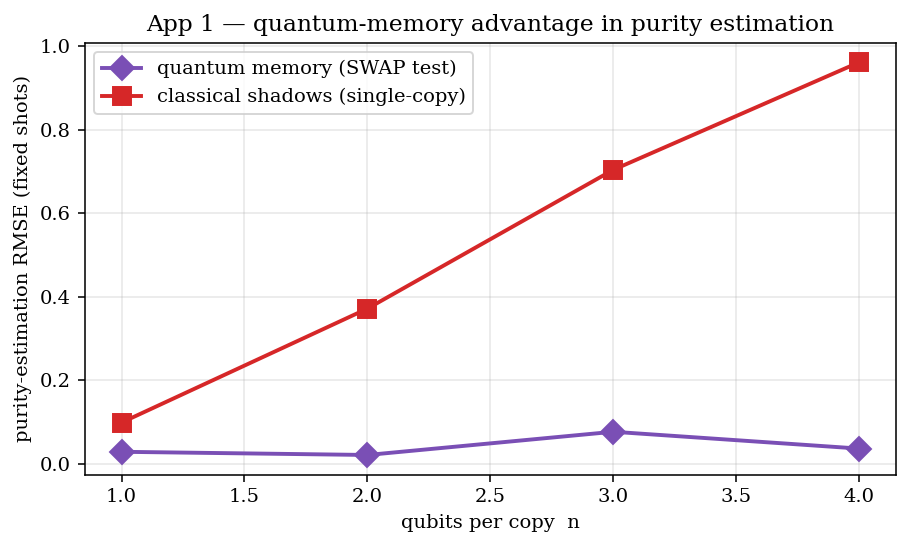 App 1 — quantum-memory advantage in purity estimation
quantum memory (SWAP test)
classical shadows (single-copy)
purity-estimation RMSE (fixed shots)
1.0
0.8
0.6
0.4
0.2
0.0
1.0 1.5 2.0 2.5 3.0 3.5 4.0
qubits per copy n